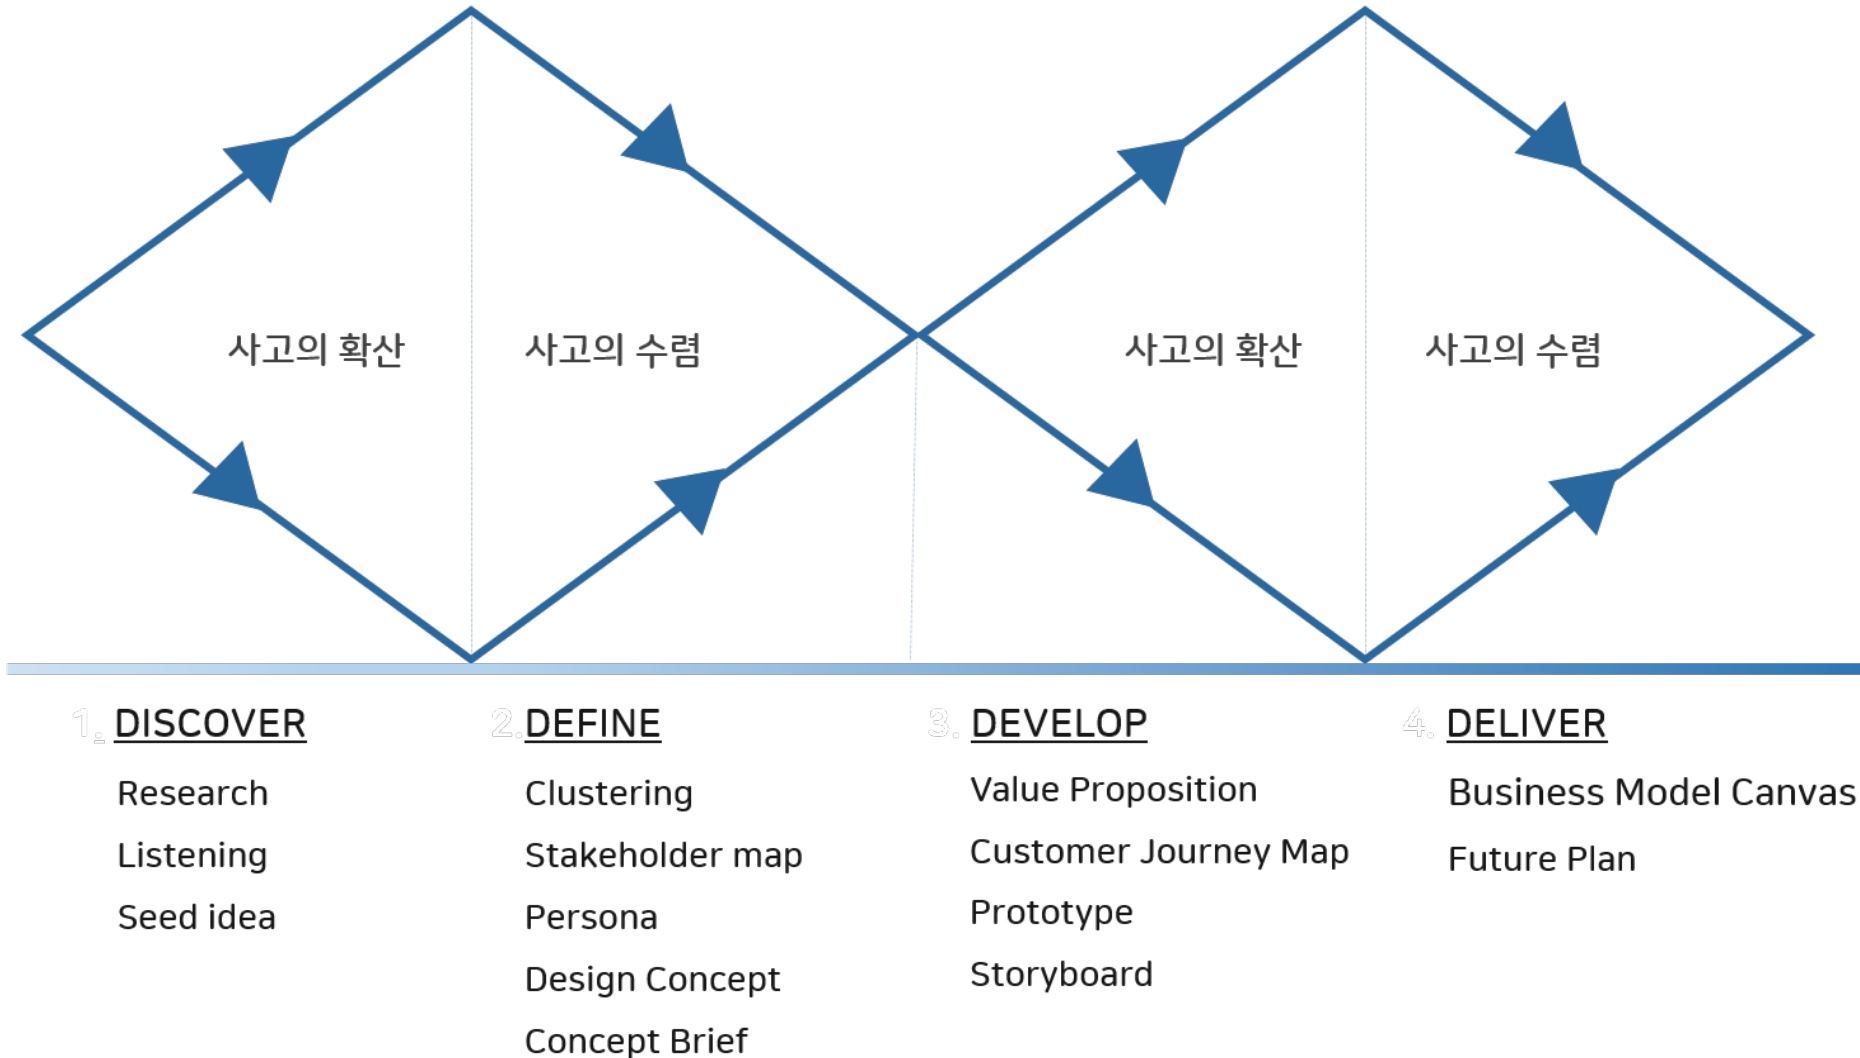 사고의 확산
사고의 수렴
사고의 확산
사고의 수렴
1. DISCOVER
Research
Listening
Seed idea
2. DEFINE
Clustering
Stakeholder map
Persona
Design Concept
Concept Brief
3. DEVELOP
Value Proposition
Customer Journey Map
Prototype
Storyboard
4. DELIVER
Business Model Canvas
Future Plan